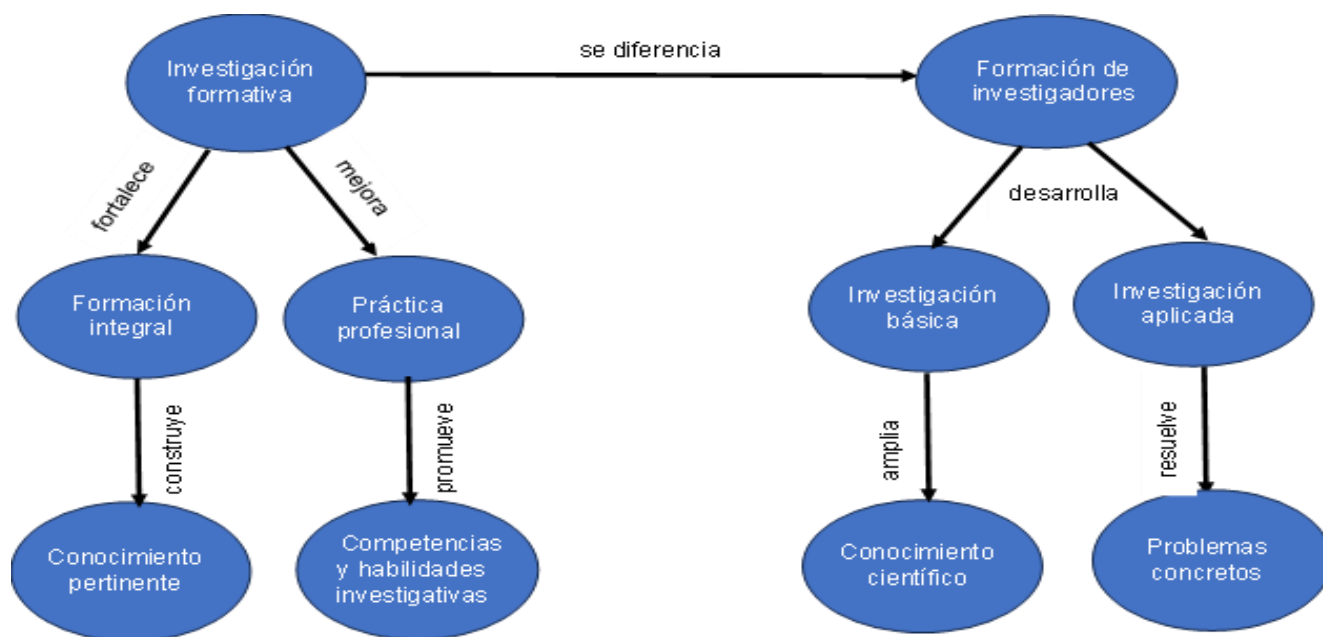 se diferencia
Investigación
formativa
Formación de
investigadores
fortalece
mejora
desarrolla
Formación
integral
Práctica
profesional
Investigación
básica
Investigación
aplicada
construye
promueve
amplia
resuelve
Conocimiento
pertinente
Competencias
y habilidades
investigativas
Conocimiento
científico
Problemas
concretos